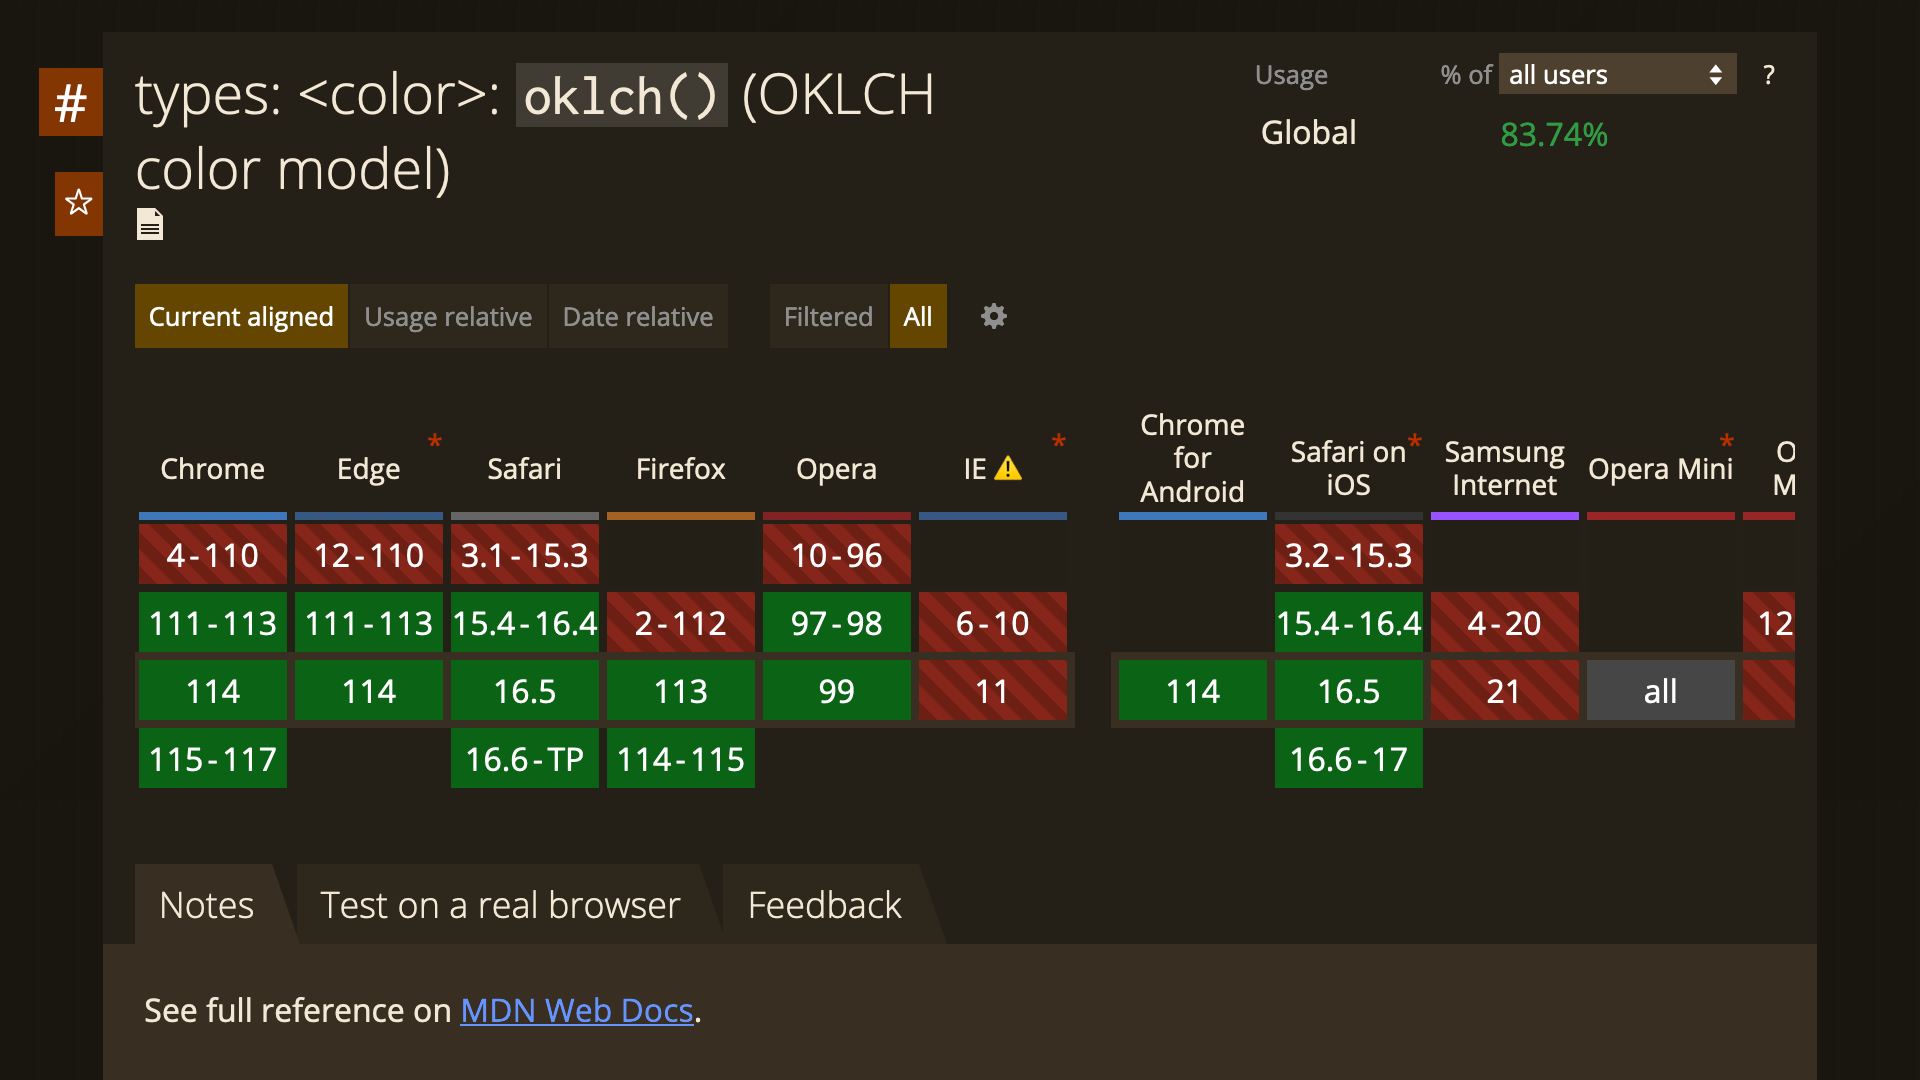 #
types: <color>: oklch() (OKLCH
color model)
Usage % of all users ?
Global 83.74%
Current aligned Usage relative Date relative Filtered All
Chrome Edge * Safari Firefox Opera IE * Chrome for Android Safari on iOS * Samsung Internet Opera Mini * O M
4-110 12-110 3.1-15.3 10-96 3.2-15.3
111-113 111-113 15.4-16.4 2-112 97-98 6-10 15.4-16.4 4-20 12
114 114 16.5 113 99 11 114 16.5 21 all
115-117 16.6-TP 114-115 16.6-17
Notes Test on a real browser Feedback
See full reference on MDN Web Docs.